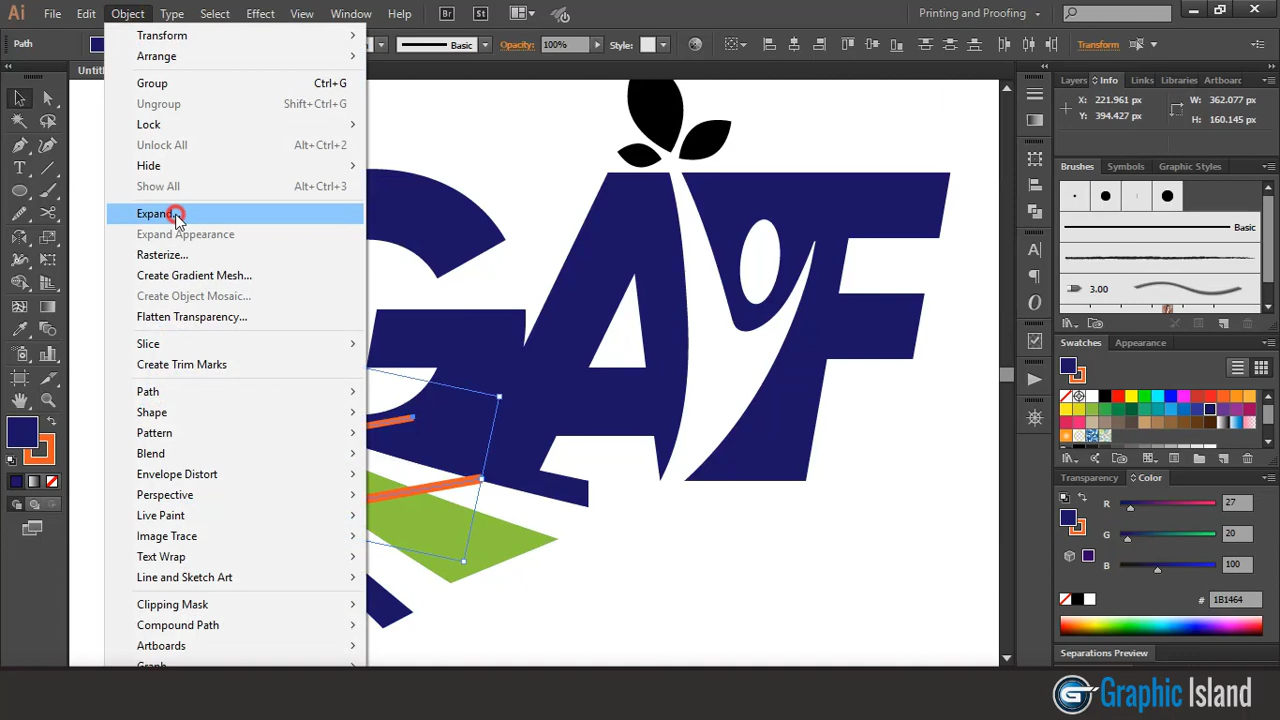 Ai File Edit Object Type Select Effect View Window Help Br St Printing and Proofing
Path Basic Opacity: 100% Style: Transform
Transform
Arrange
Group Ctrl+G
Ungroup Shift+Ctrl+G
Lock
Unlock All Alt+Ctrl+2
Hide
Show All Alt+Ctrl+3
Expand...
Expand Appearance
Rasterize...
Create Gradient Mesh...
Create Object Mosaic...
Flatten Transparency...
Slice
Create Trim Marks
Path
Shape
Pattern
Blend
Envelope Distort
Perspective
Live Paint
Image Trace
Text Wrap
Line and Sketch Art
Clipping Mask
Compound Path
Artboards
Graph
GAF
Layers Info Links Libraries Artboar
X: 221.961 px W: 362.077 px
Y: 394.427 px H: 160.145 px
Brushes Symbols Graphic Styles
Basic
3.00
Swatches Appearance
Transparency Color
R 27
G 20
B 100
# 1B1464
Separations Preview
Graphic Island